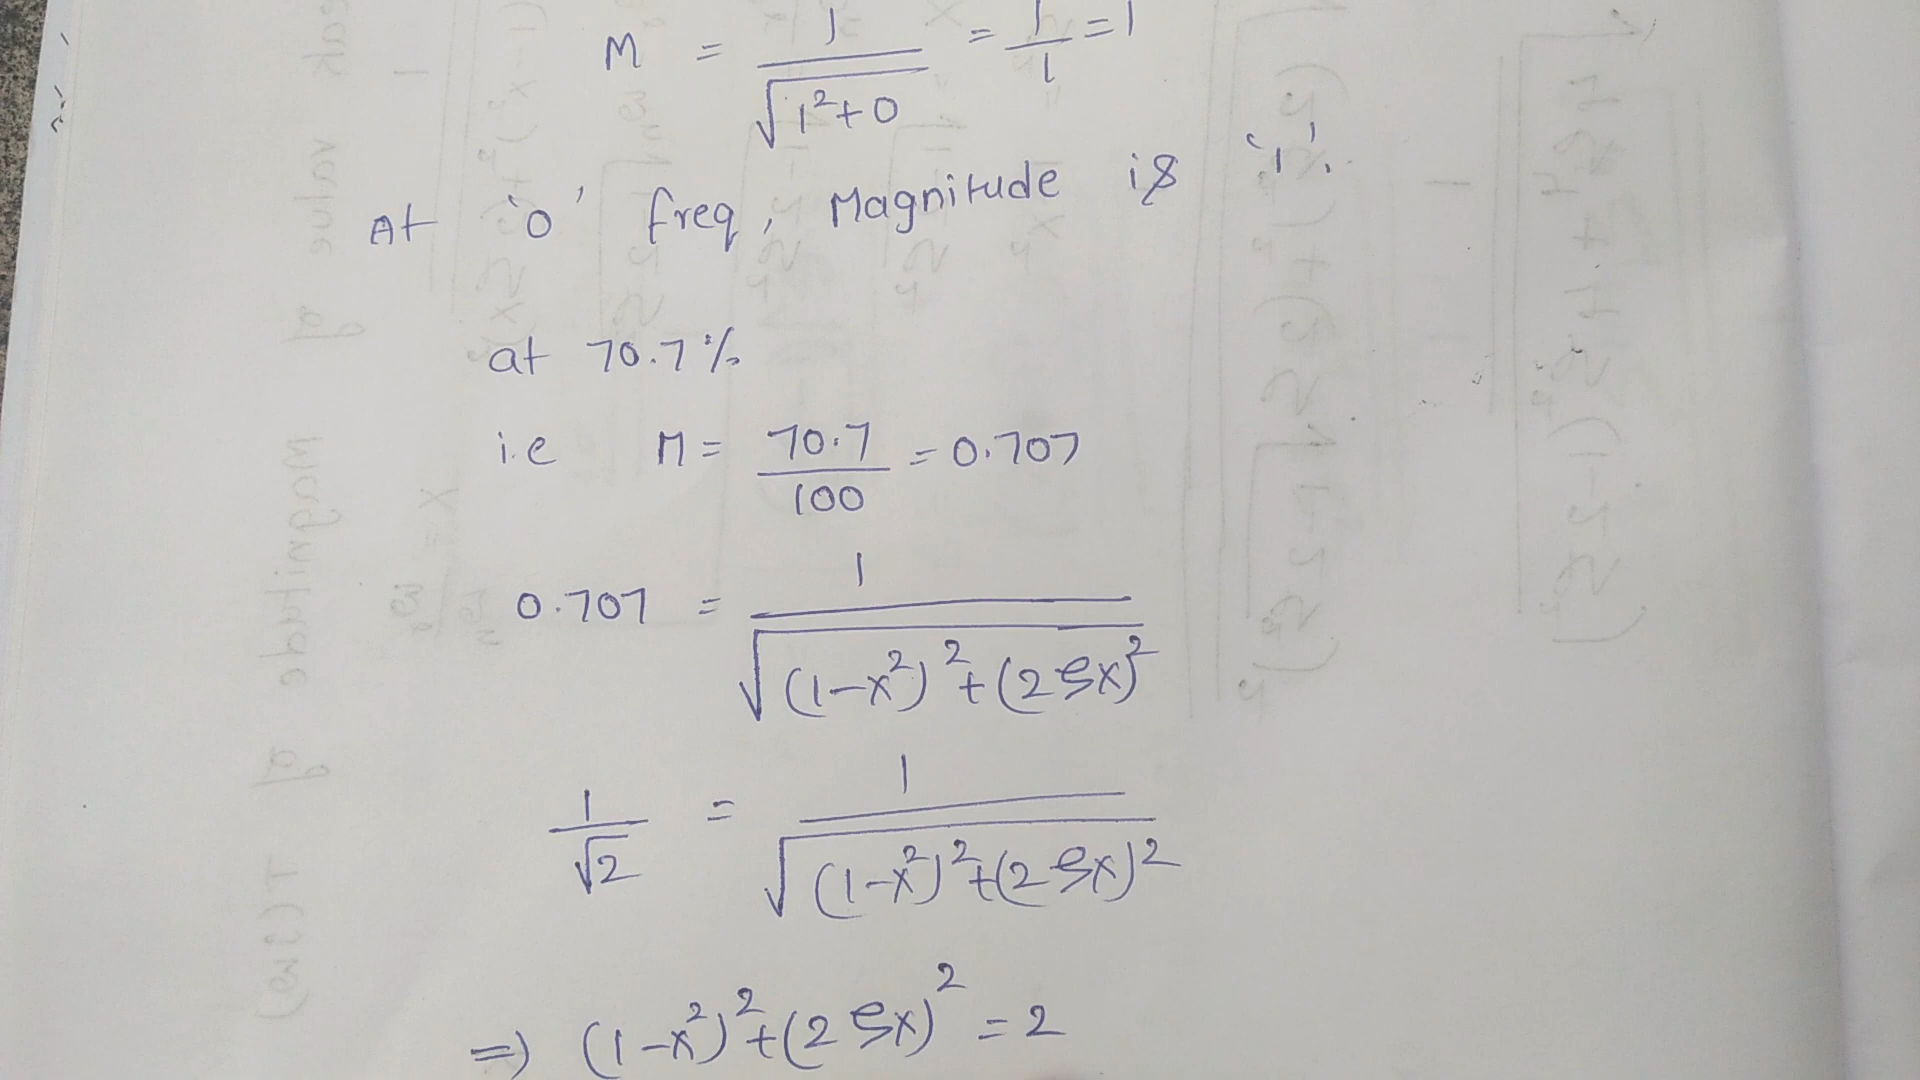 M = 1/√(1²+0) = 1/1 = 1
At '0' freq, Magnitude is '1'.
at 70.7%
i.e M = 70.7/100 = 0.707
0.707 = 1/√((1-x²)²+(2ξx)²)
1/√2 = 1/√((1-x²)²+(2ξx)²)
⇒ (1-x²)²+(2ξx)² = 2